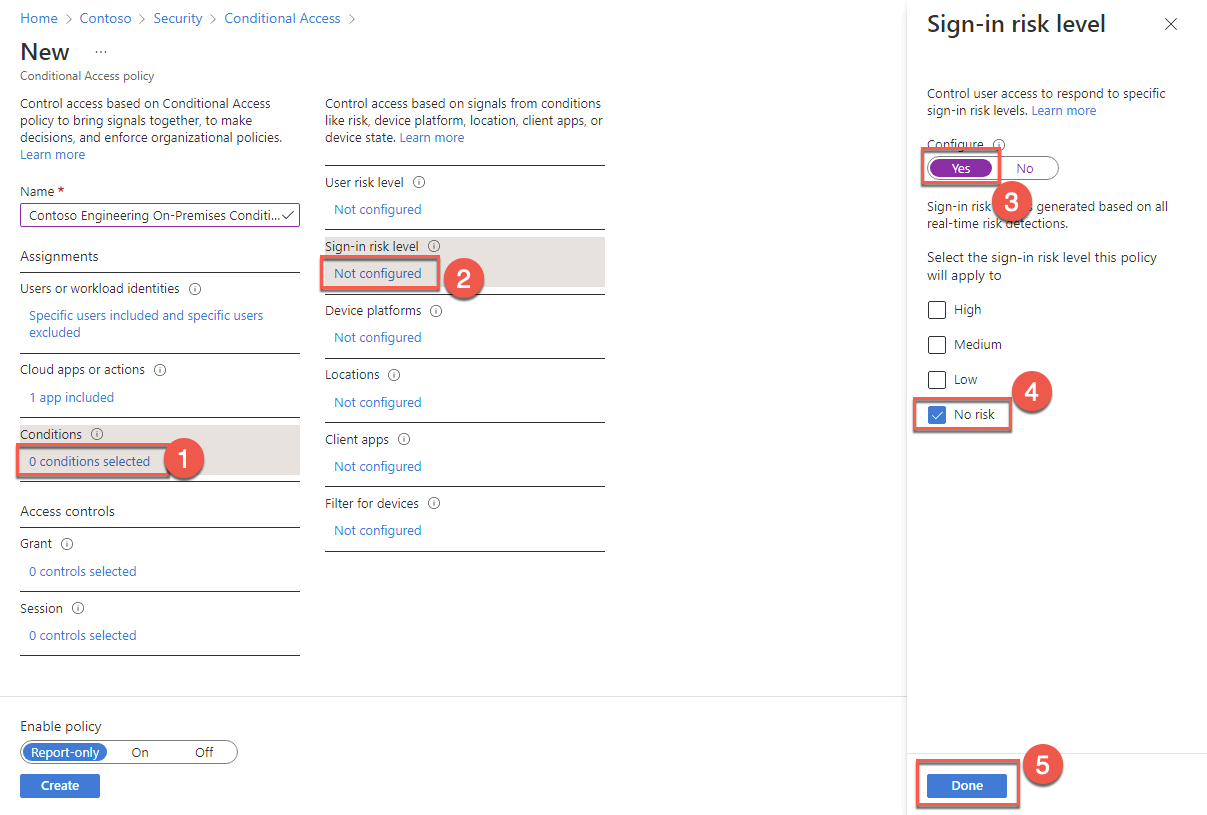 Home > Contoso > Security > Conditional Access >
New ...
Conditional Access policy
Control access based on Conditional Access
policy to bring signals together, to make
decisions, and enforce organizational policies.
Learn more
Name *
Contoso Engineering On-Premises Conditi...
Assignments
Users or workload identities
Specific users included and specific users
excluded
Cloud apps or actions
1 app included
Conditions
0 conditions selected
1
Access controls
Grant
0 controls selected
Session
0 controls selected
Control access based on signals from conditions
like risk, device platform, location, client apps, or
device state. Learn more
User risk level
Not configured
Sign-in risk level
Not configured
2
Device platforms
Not configured
Locations
Not configured
Client apps
Not configured
Filter for devices
Not configured
Enable policy
Report-only On Off
Create
Sign-in risk level
Control user access to respond to specific
sign-in risk levels. Learn more
Configure
Yes No
3
Sign-in risk generated based on all
real-time risk detections.
Select the sign-in risk level this policy
will apply to
High
Medium
Low
No risk
4
Done
5